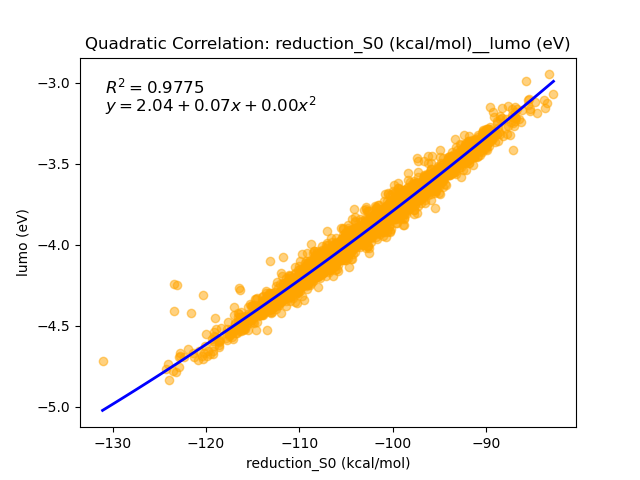 Quadratic Correlation: reduction_S0 (kcal/mol)__lumo (eV)
R² = 0.9775
y = 2.04 + 0.07x + 0.00x²
−3.0
−3.5
−4.0
−4.5
−5.0
lumo (eV)
−130 −120 −110 −100 −90
reduction_S0 (kcal/mol)